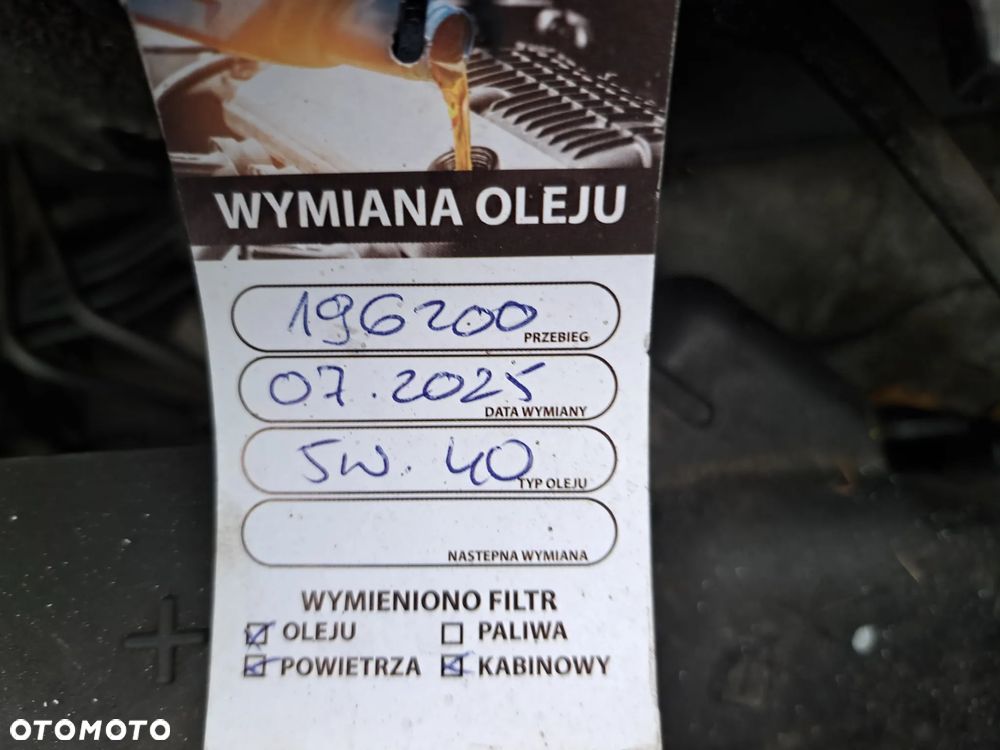 WYMIANA OLEJU
196200
PRZEBIEG
07.2025
DATA WYMIANY
5W.40
TYP OLEJU
NASTEPNA WYMIANA
WYMIENIONO FILTR
OLEJU PALIWA
POWIETRZA KABINOWY
OTOMOTO